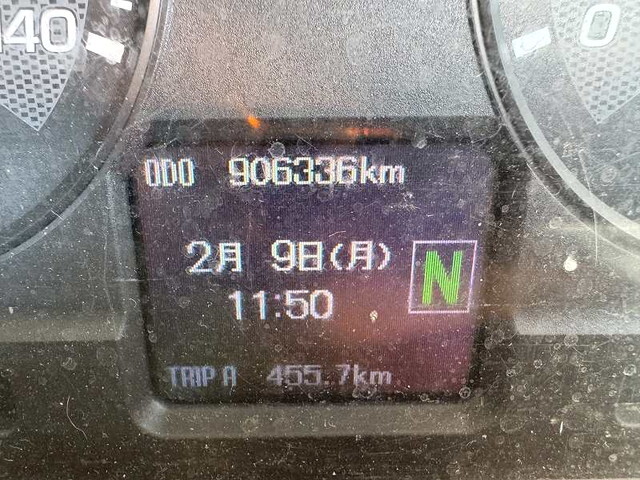 140
0
ODO 906336km
2月 9日(月)
N
11:50
TRIP A 455.7km